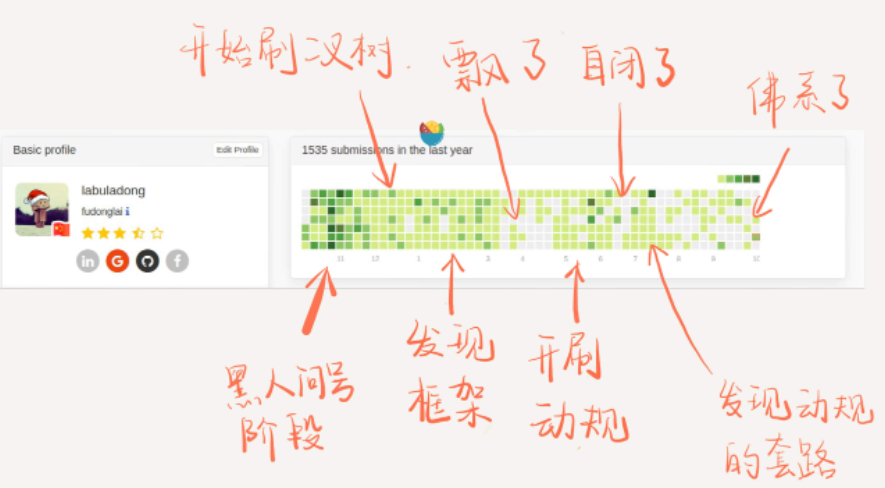 开始刷二叉树.
飘了
自闭了
佛系了
Basic profile
Edit Profile
1535 submissions in the last year
labuladong
fudonglai
11 12 1 3 4 5 6 7 8 9 10
黑人问号
阶段
发现
框架
开刷
动规
发现动规
的套路